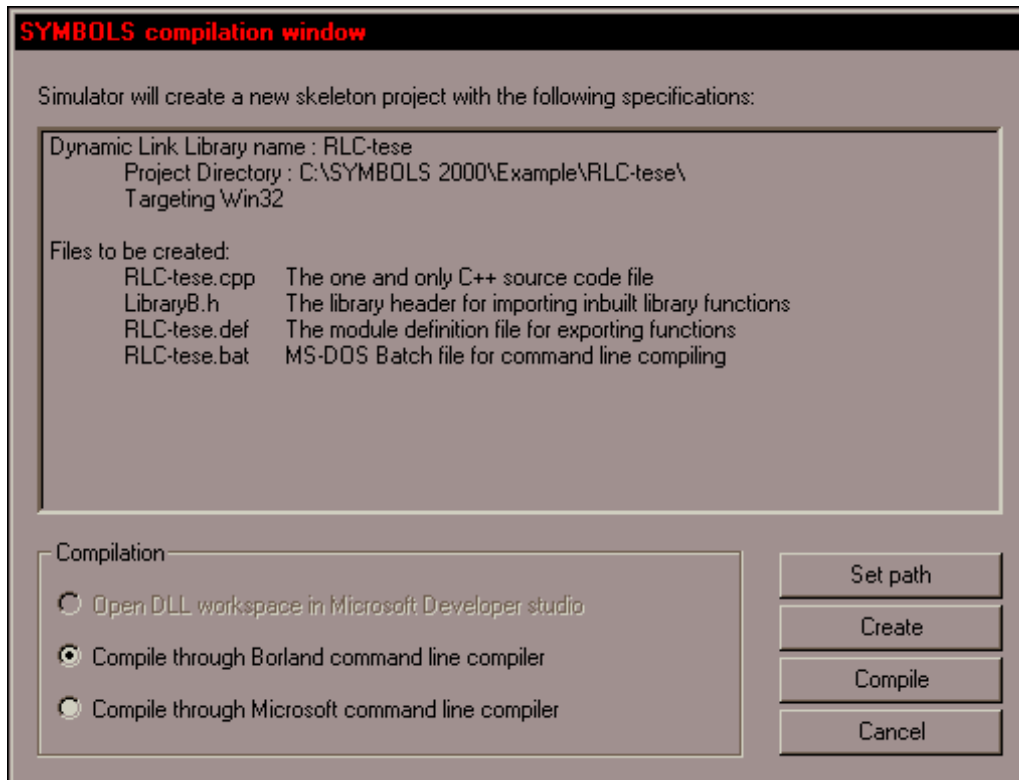 SYMBOLS compilation window
Simulator will create a new skeleton project with the following specifications:
Dynamic Link Library name : RLC-tese
Project Directory : C:\SYMBOLS 2000\Example\RLC-tese\
Targeting Win32
Files to be created:
RLC-tese.cpp The one and only C++ source code file
LibraryB.h The library header for importing inbuilt library functions
RLC-tese.def The module definition file for exporting functions
RLC-tese.bat MS-DOS Batch file for command line compiling
Compilation
Open DLL workspace in Microsoft Developer studio
Compile through Borland command line compiler
Compile through Microsoft command line compiler
Set path
Create
Compile
Cancel